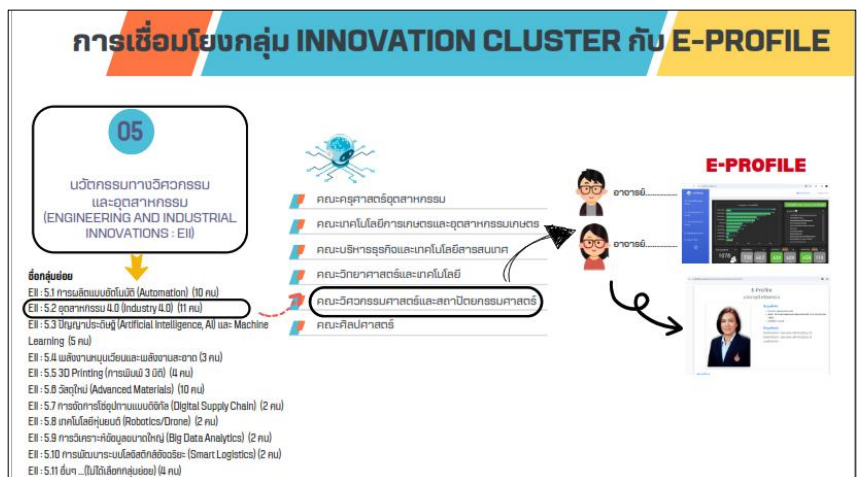 การเชื่อมโยงกลุ่ม INNOVATION CLUSTER กับ E-PROFILE
05
นวัตกรรมทางวิศวกรรม
และอุตสาหกรรม
(ENGINEERING AND INDUSTRIAL
INNOVATIONS : EII)
ชื่อกลุ่มย่อย
EII : 5.1 การผลิตแบบอัตโนมัติ (Automation) (10 คน)
EII : 5.2 อุตสาหกรรม 4.0 (Industry 4.0) (11 คน)
EII : 5.3 ปัญญาประดิษฐ์ (Artificial Intelligence, AI) และ Machine
Learning (5 คน)
EII : 5.4 พลังงานหมุนเวียนและพลังงานสะอาด (3 คน)
EII : 5.5 3D Printing (การพิมพ์ 3 มิติ) (4 คน)
EII : 5.6 วัสดุใหม่ (Advanced Materials) (10 คน)
EII : 5.7 การจัดการโซ่อุปทานแบบดิจิทัล (Digital Supply Chain) (2 คน)
EII : 5.8 เทคโนโลยีหุ่นยนต์ (Robotics/Drone) (2 คน)
EII : 5.9 การวิเคราะห์ข้อมูลขนาดใหญ่ (Big Data Analytics) (2 คน)
EII : 5.10 การพัฒนาระบบโลจิสติกส์อัจฉริยะ (Smart Logistics) (2 คน)
EII : 5.11 อื่นๆ ...(ไม่ได้เลือกกลุ่มย่อย) (4 คน)
คณะครุศาสตร์อุตสาหกรรม
คณะเทคโนโลยีการเกษตรและอุตสาหกรรมเกษตร
คณะบริหารธุรกิจและเทคโนโลยีสารสนเทศ
คณะวิทยาศาสตร์และเทคโนโลยี
คณะวิศวกรรมศาสตร์และสถาปัตยกรรมศาสตร์
คณะศิลปศาสตร์
อาจารย์...............
อาจารย์...............
E-PROFILE
E-Profile